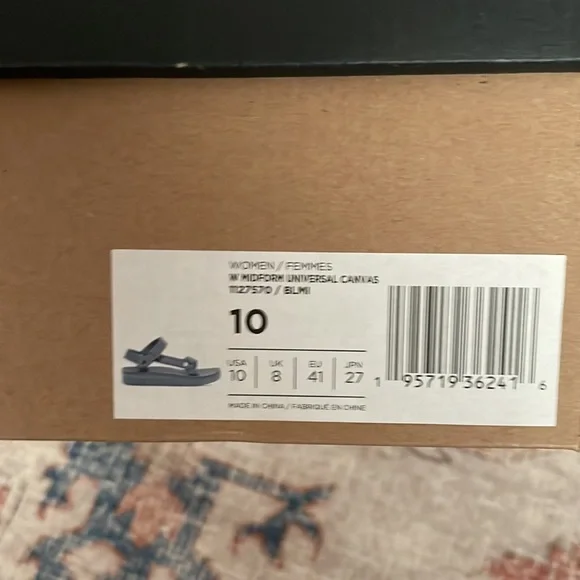 WOMEN / FEMMES
W MIDFORM UNIVERSAL CANVAS
1127570 / BLMI
10
USA UK EU JPN
10 8 41 27
MADE IN CHINA / FABRIQUÉ EN CHINE
1 95719 36241 6